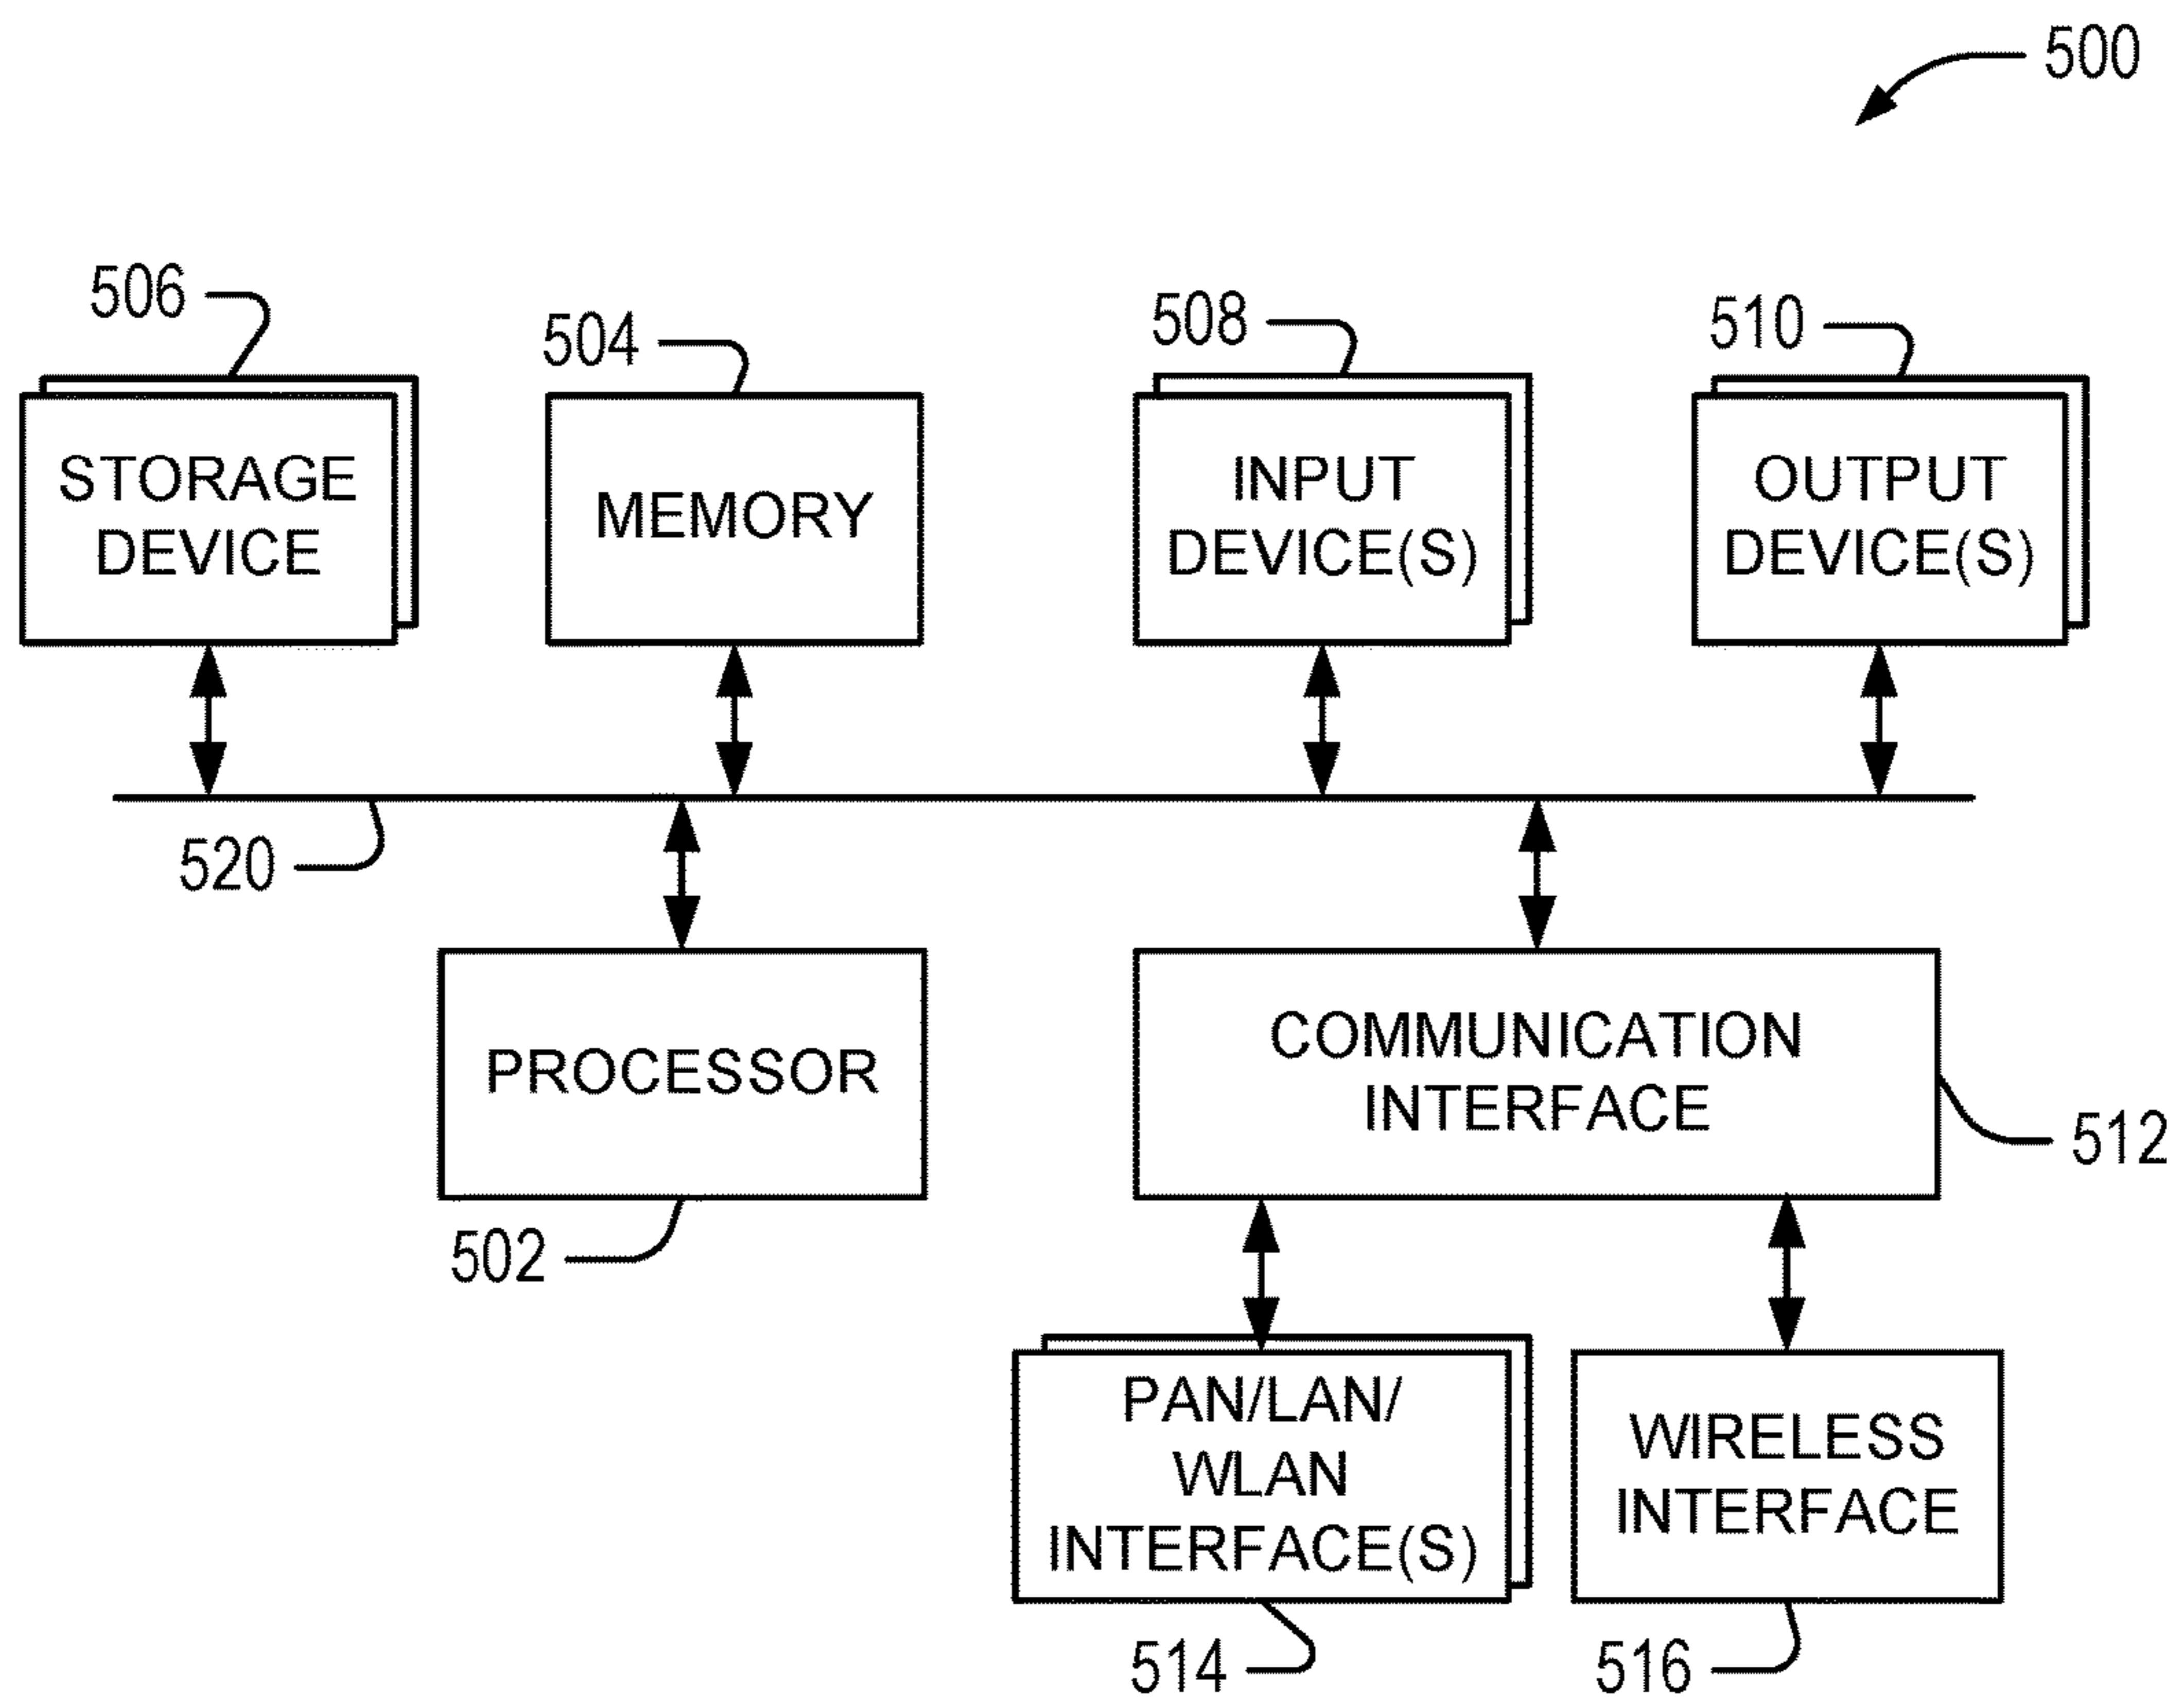 500
506
504
508
510
STORAGE
DEVICE
MEMORY
INPUT
DEVICE(S)
OUTPUT
DEVICE(S)
520
PROCESSOR
COMMUNICATION
INTERFACE
512
502
PAN/LAN/
WLAN
INTERFACE(S)
WIRELESS
INTERFACE
514
516